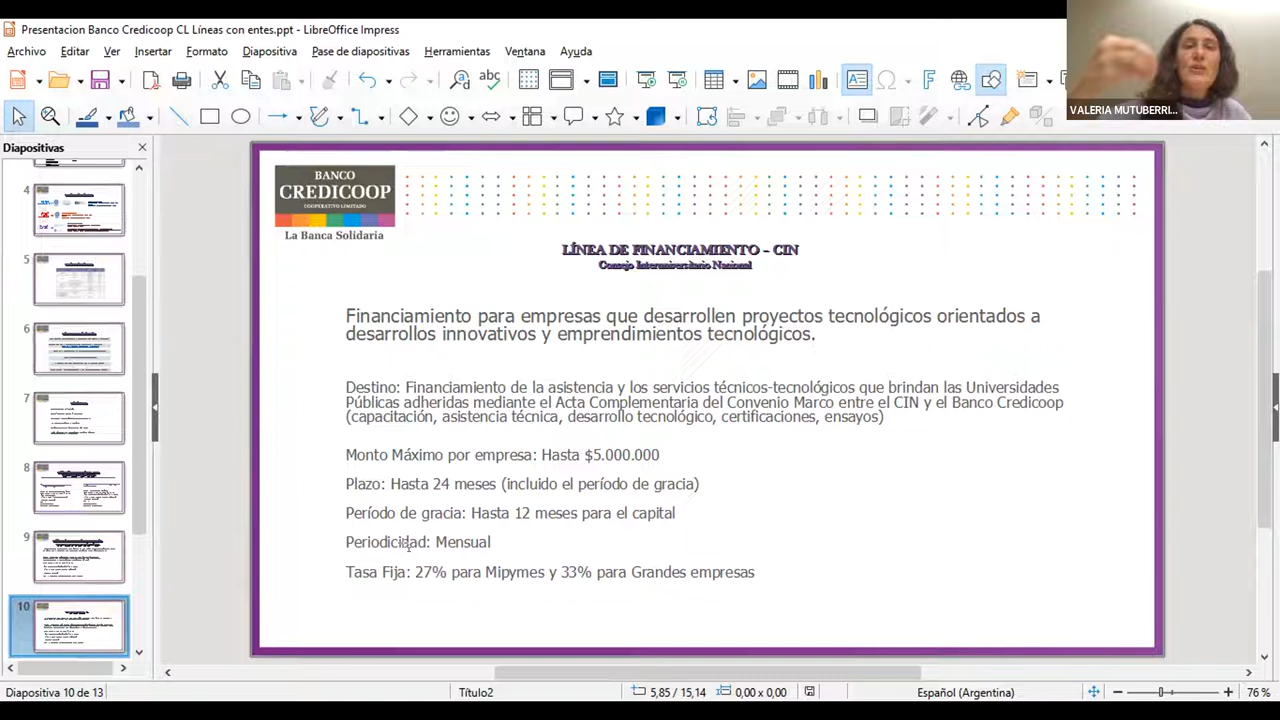 Presentacion Banco Credicoop CL Líneas con entes.ppt - LibreOffice Impress
Archivo Editar Ver Insertar Formato Diapositiva Pase de diapositivas Herramientas Ventana Ayuda
VALERIA MUTUBERRI...
Diapositivas
4
5
6
7
8
9
10
BANCO
CREDICOOP
COOPERATIVO LIMITADO
La Banca Solidaria
LÍNEA DE FINANCIAMIENTO – CIN
Consejo Interuniversitario Nacional
Financiamiento para empresas que desarrollen proyectos tecnológicos orientados a
desarrollos innovativos y emprendimientos tecnológicos.
Destino: Financiamiento de la asistencia y los servicios técnicos-tecnológicos que brindan las Universidades
Públicas adheridas mediante el Acta Complementaria del Convenio Marco entre el CIN y el Banco Credicoop
(capacitación, asistencia técnica, desarrollo tecnológico, certificaciones, ensayos)
Monto Máximo por empresa: Hasta $5.000.000
Plazo: Hasta 24 meses (incluido el período de gracia)
Período de gracia: Hasta 12 meses para el capital
Periodicidad: Mensual
Tasa Fija: 27% para Mipymes y 33% para Grandes empresas
Diapositiva 10 de 13 Título2 5,85 / 15,14 0,00 x 0,00 Español (Argentina) 76 %